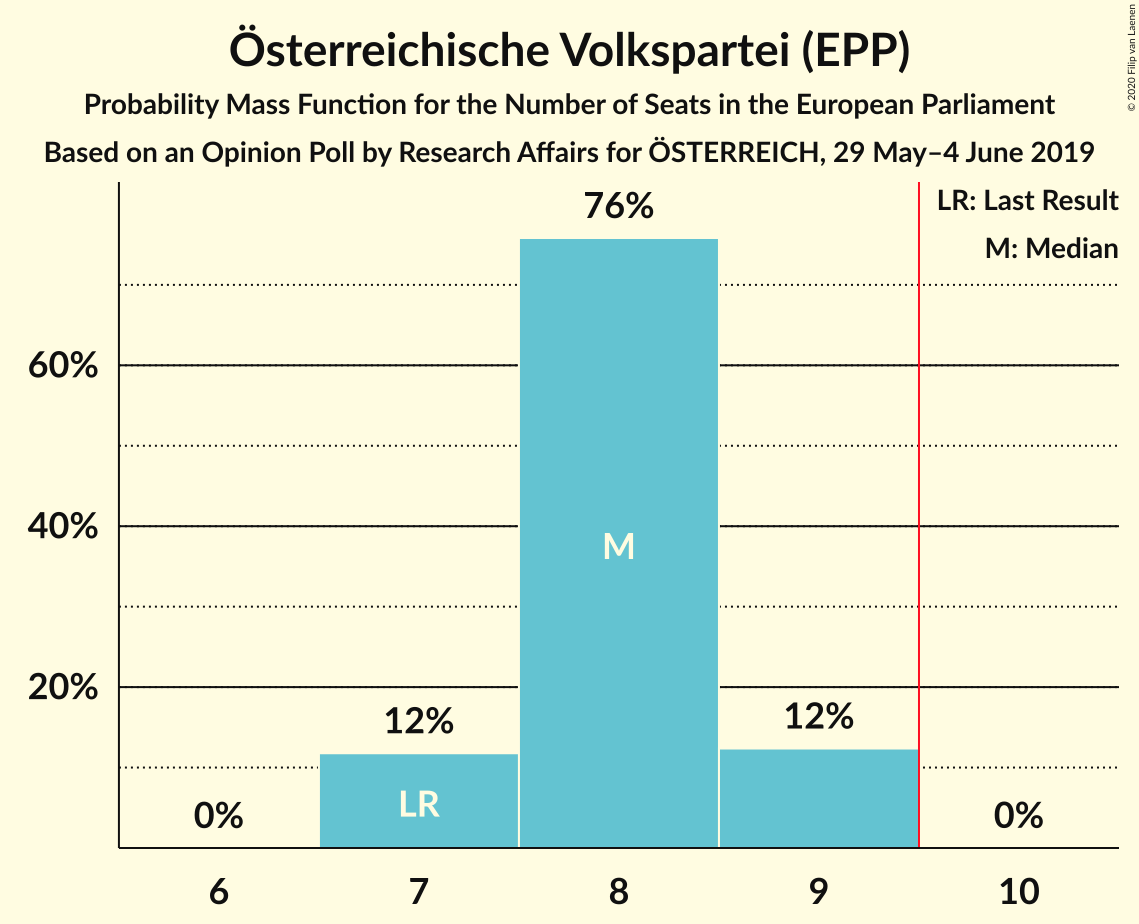 Österreichische Volkspartei (EPP)
Probability Mass Function for the Number of Seats in the European Parliament
Based on an Opinion Poll by Research Affairs for ÖSTERREICH, 29 May–4 June 2019
© 2020 Filip van Laenen
LR: Last Result
M: Median
76%
60%
40%
M
20%
12%
12%
LR
0%
0%
6
7
8
9
10